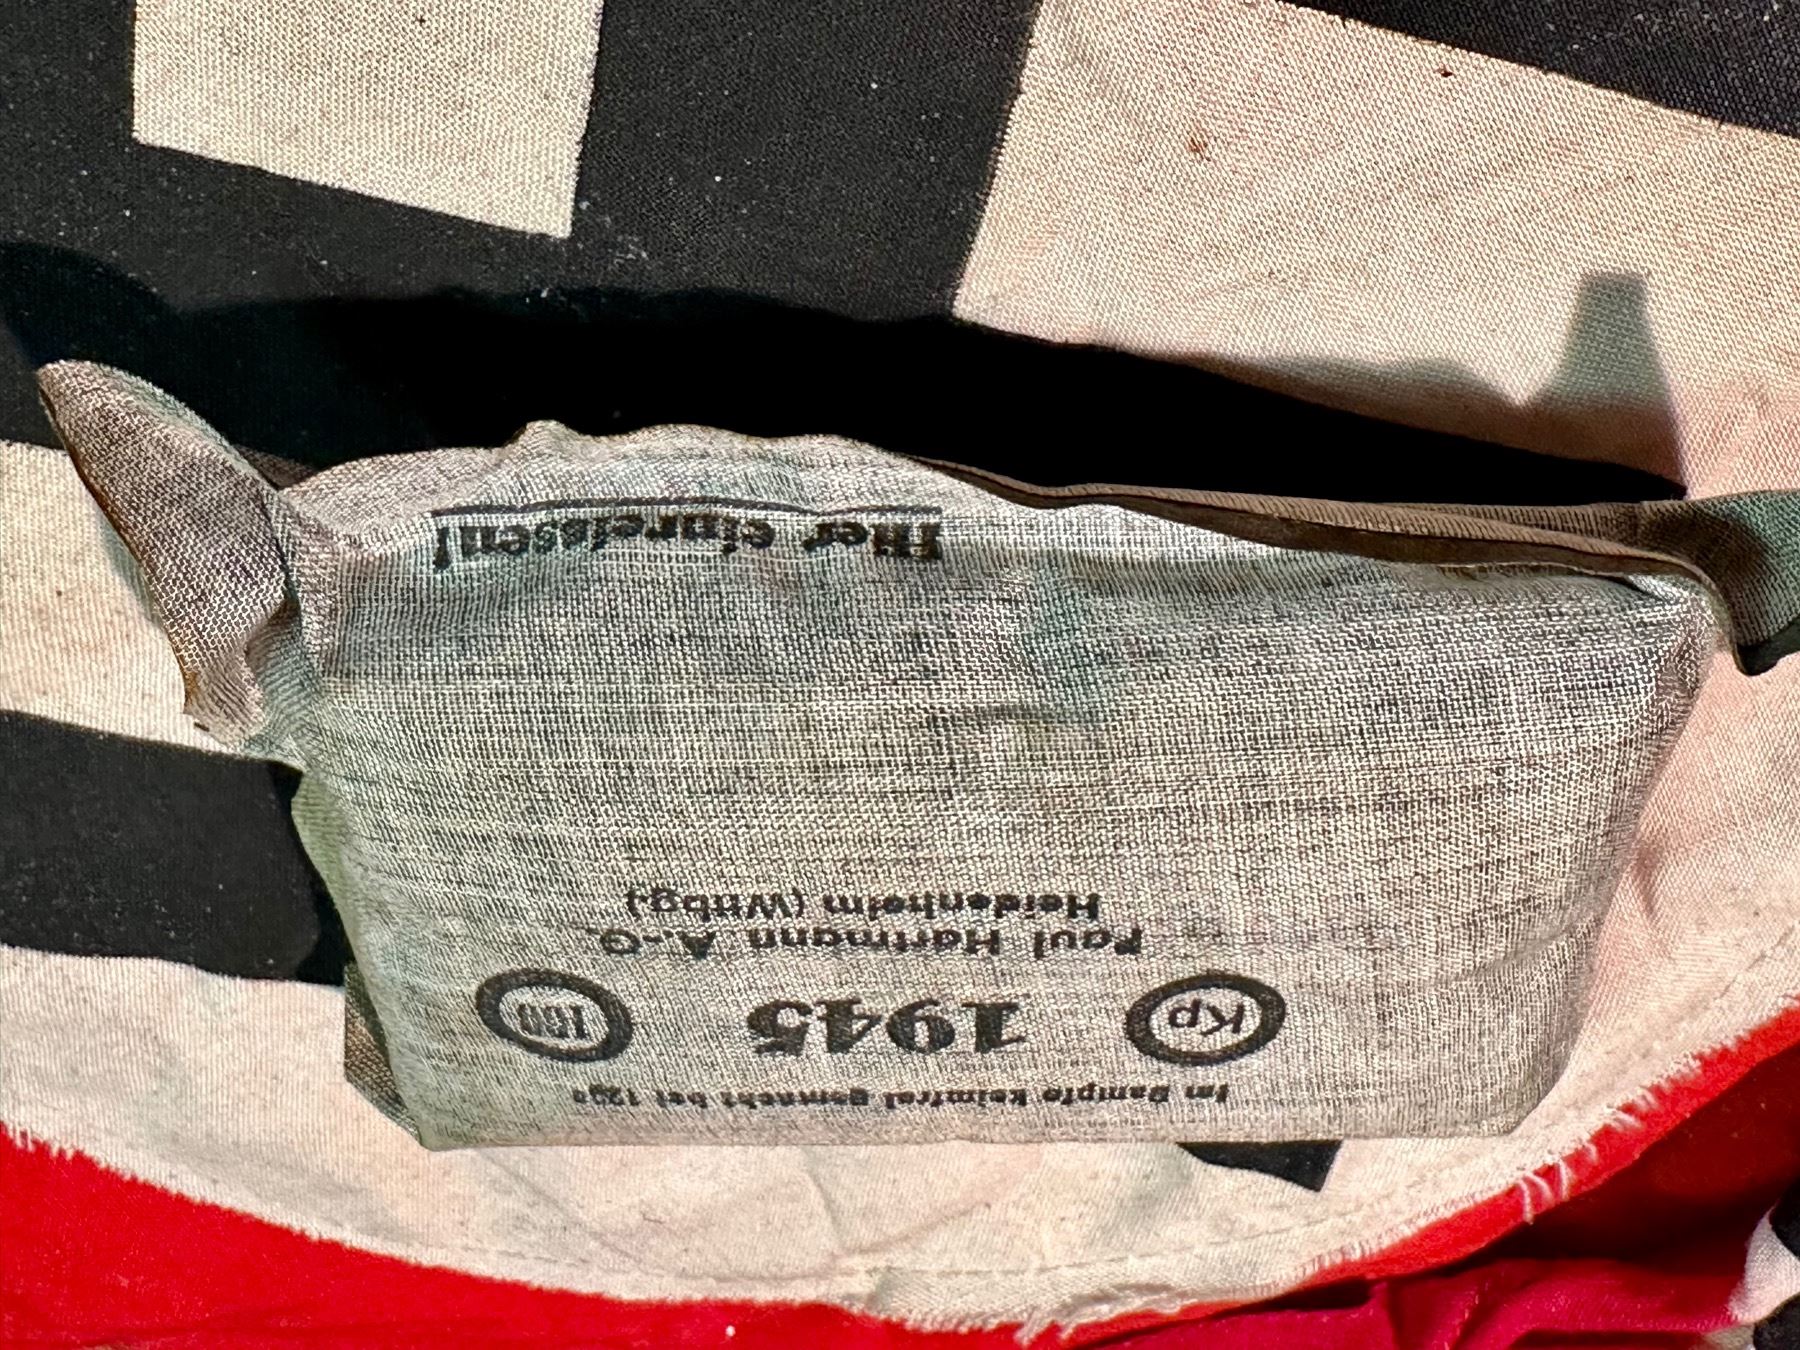 Im Dampfe keimfrei gemacht bei 120°
Kp 1945
Paul Hartmann A.-G.
Heidenheim (Wttbg.)
Hier einreissen!